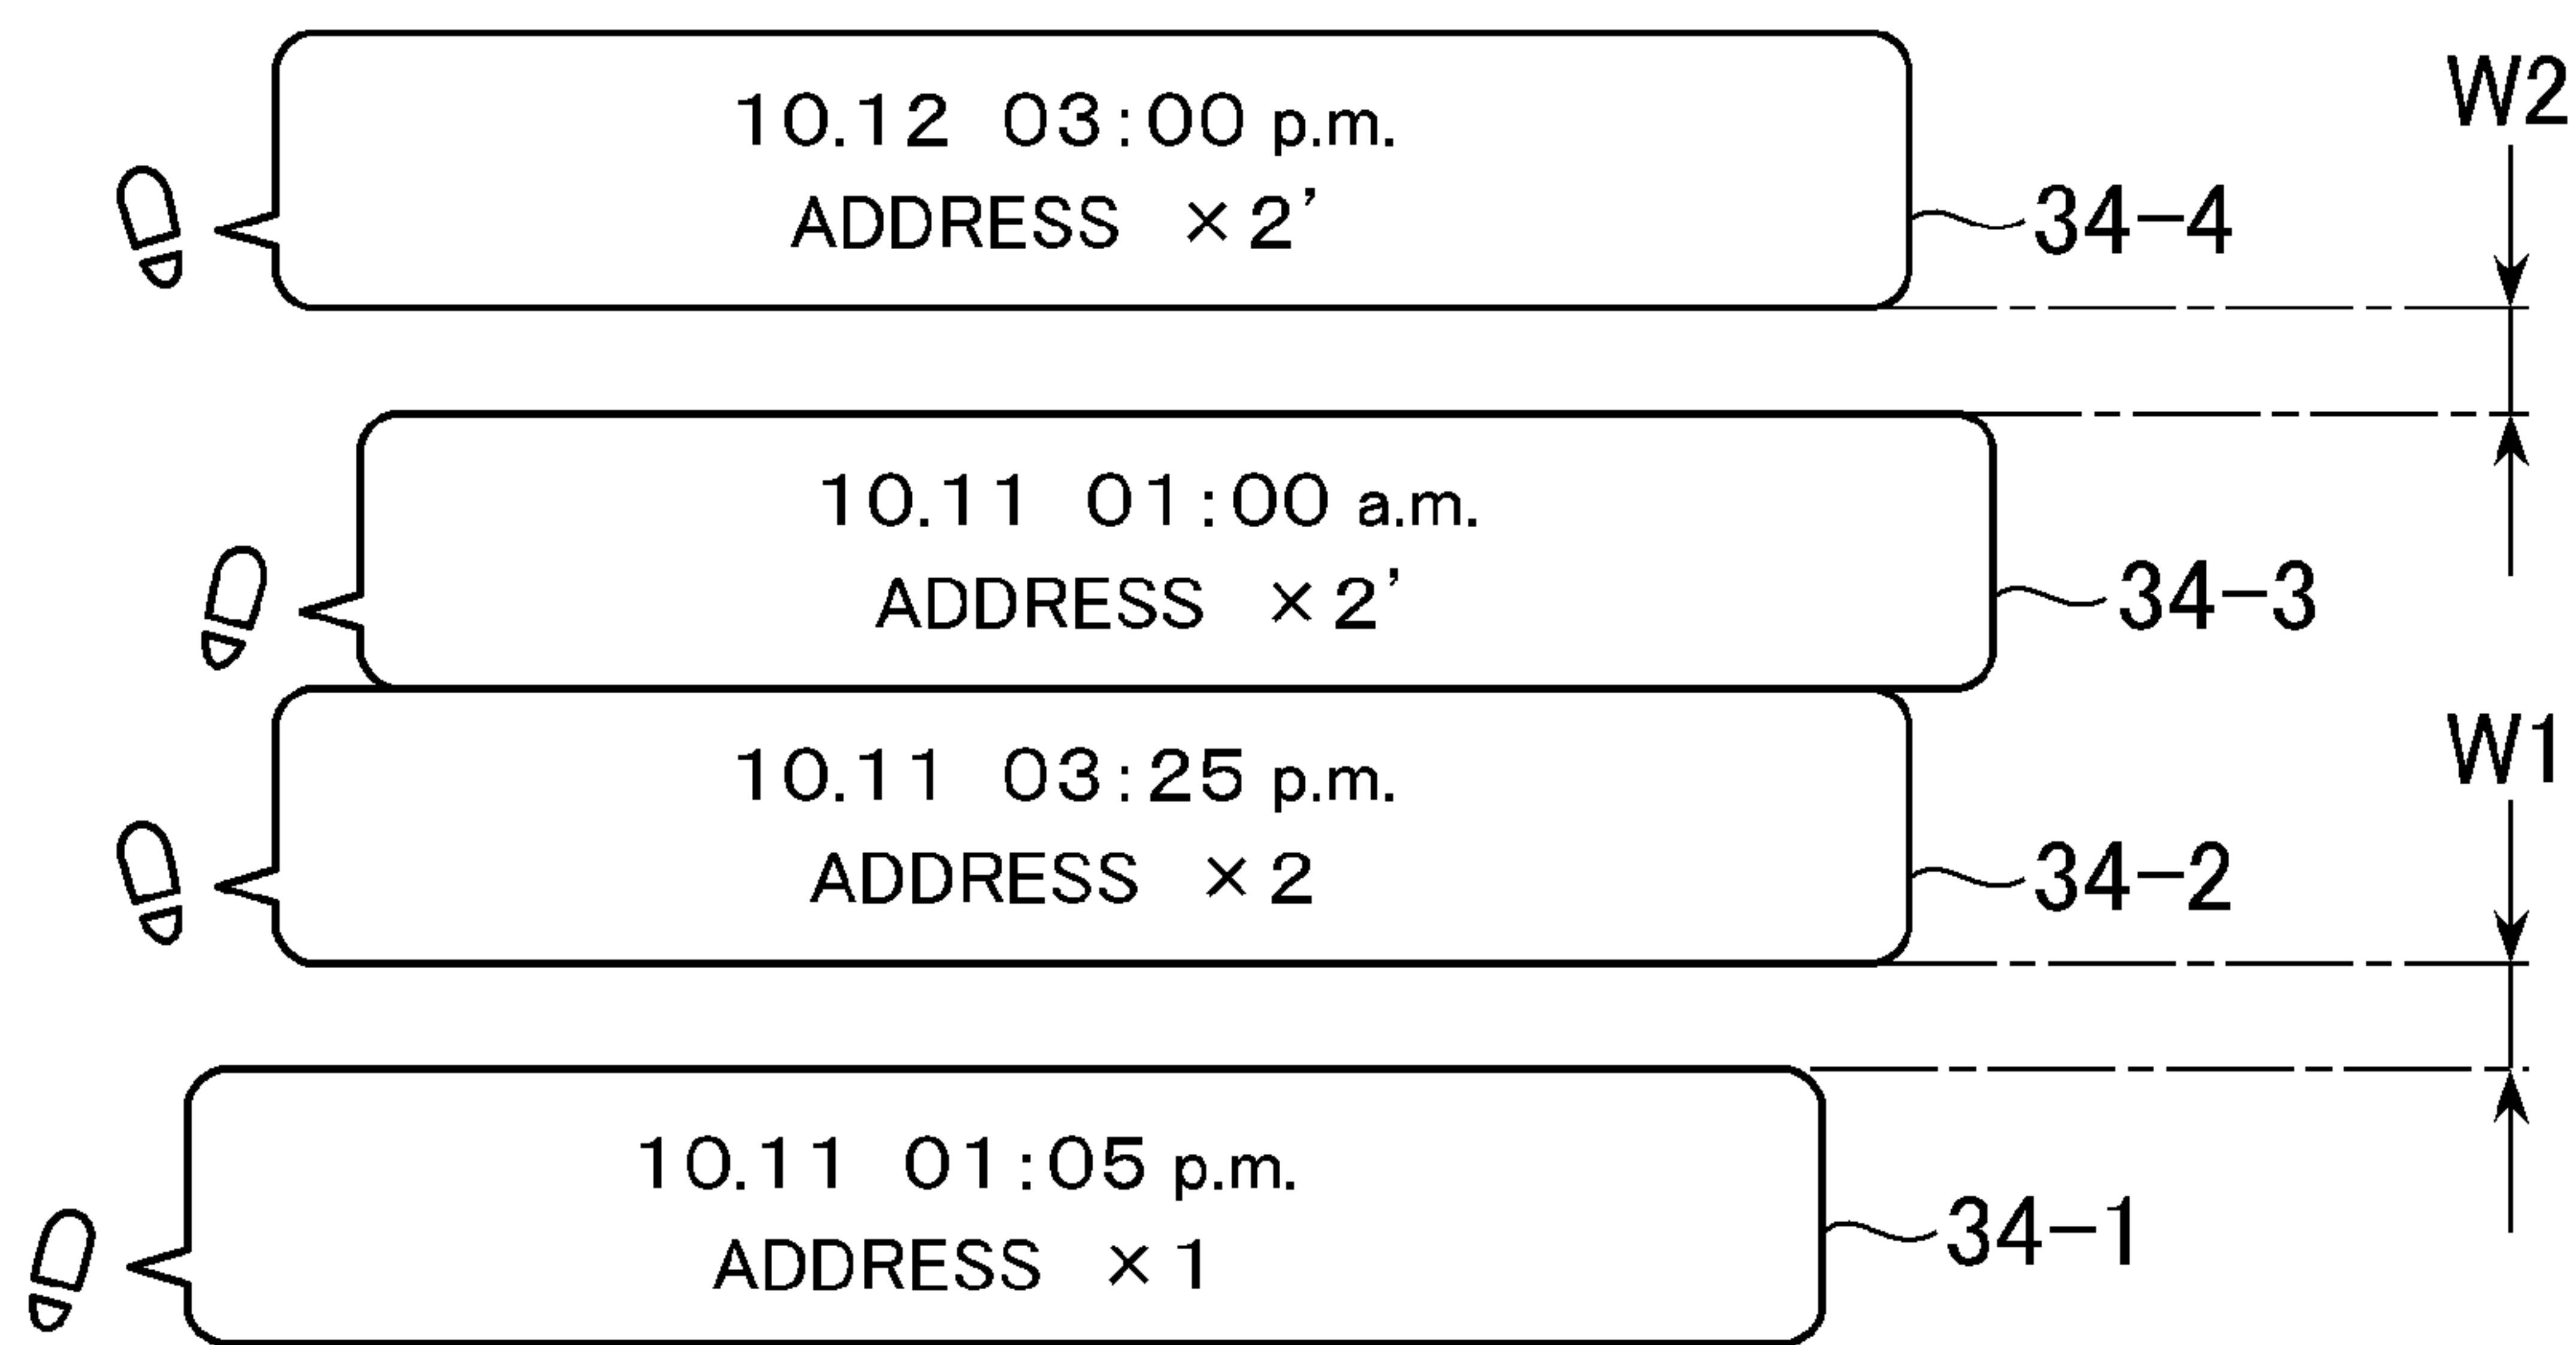 10.12 03:00 p.m.
ADDRESS ×2’
34-4
W2
10.11 01:00 a.m.
ADDRESS ×2’
34-3
10.11 03:25 p.m.
ADDRESS ×2
34-2
W1
10.11 01:05 p.m.
ADDRESS ×1
34-1